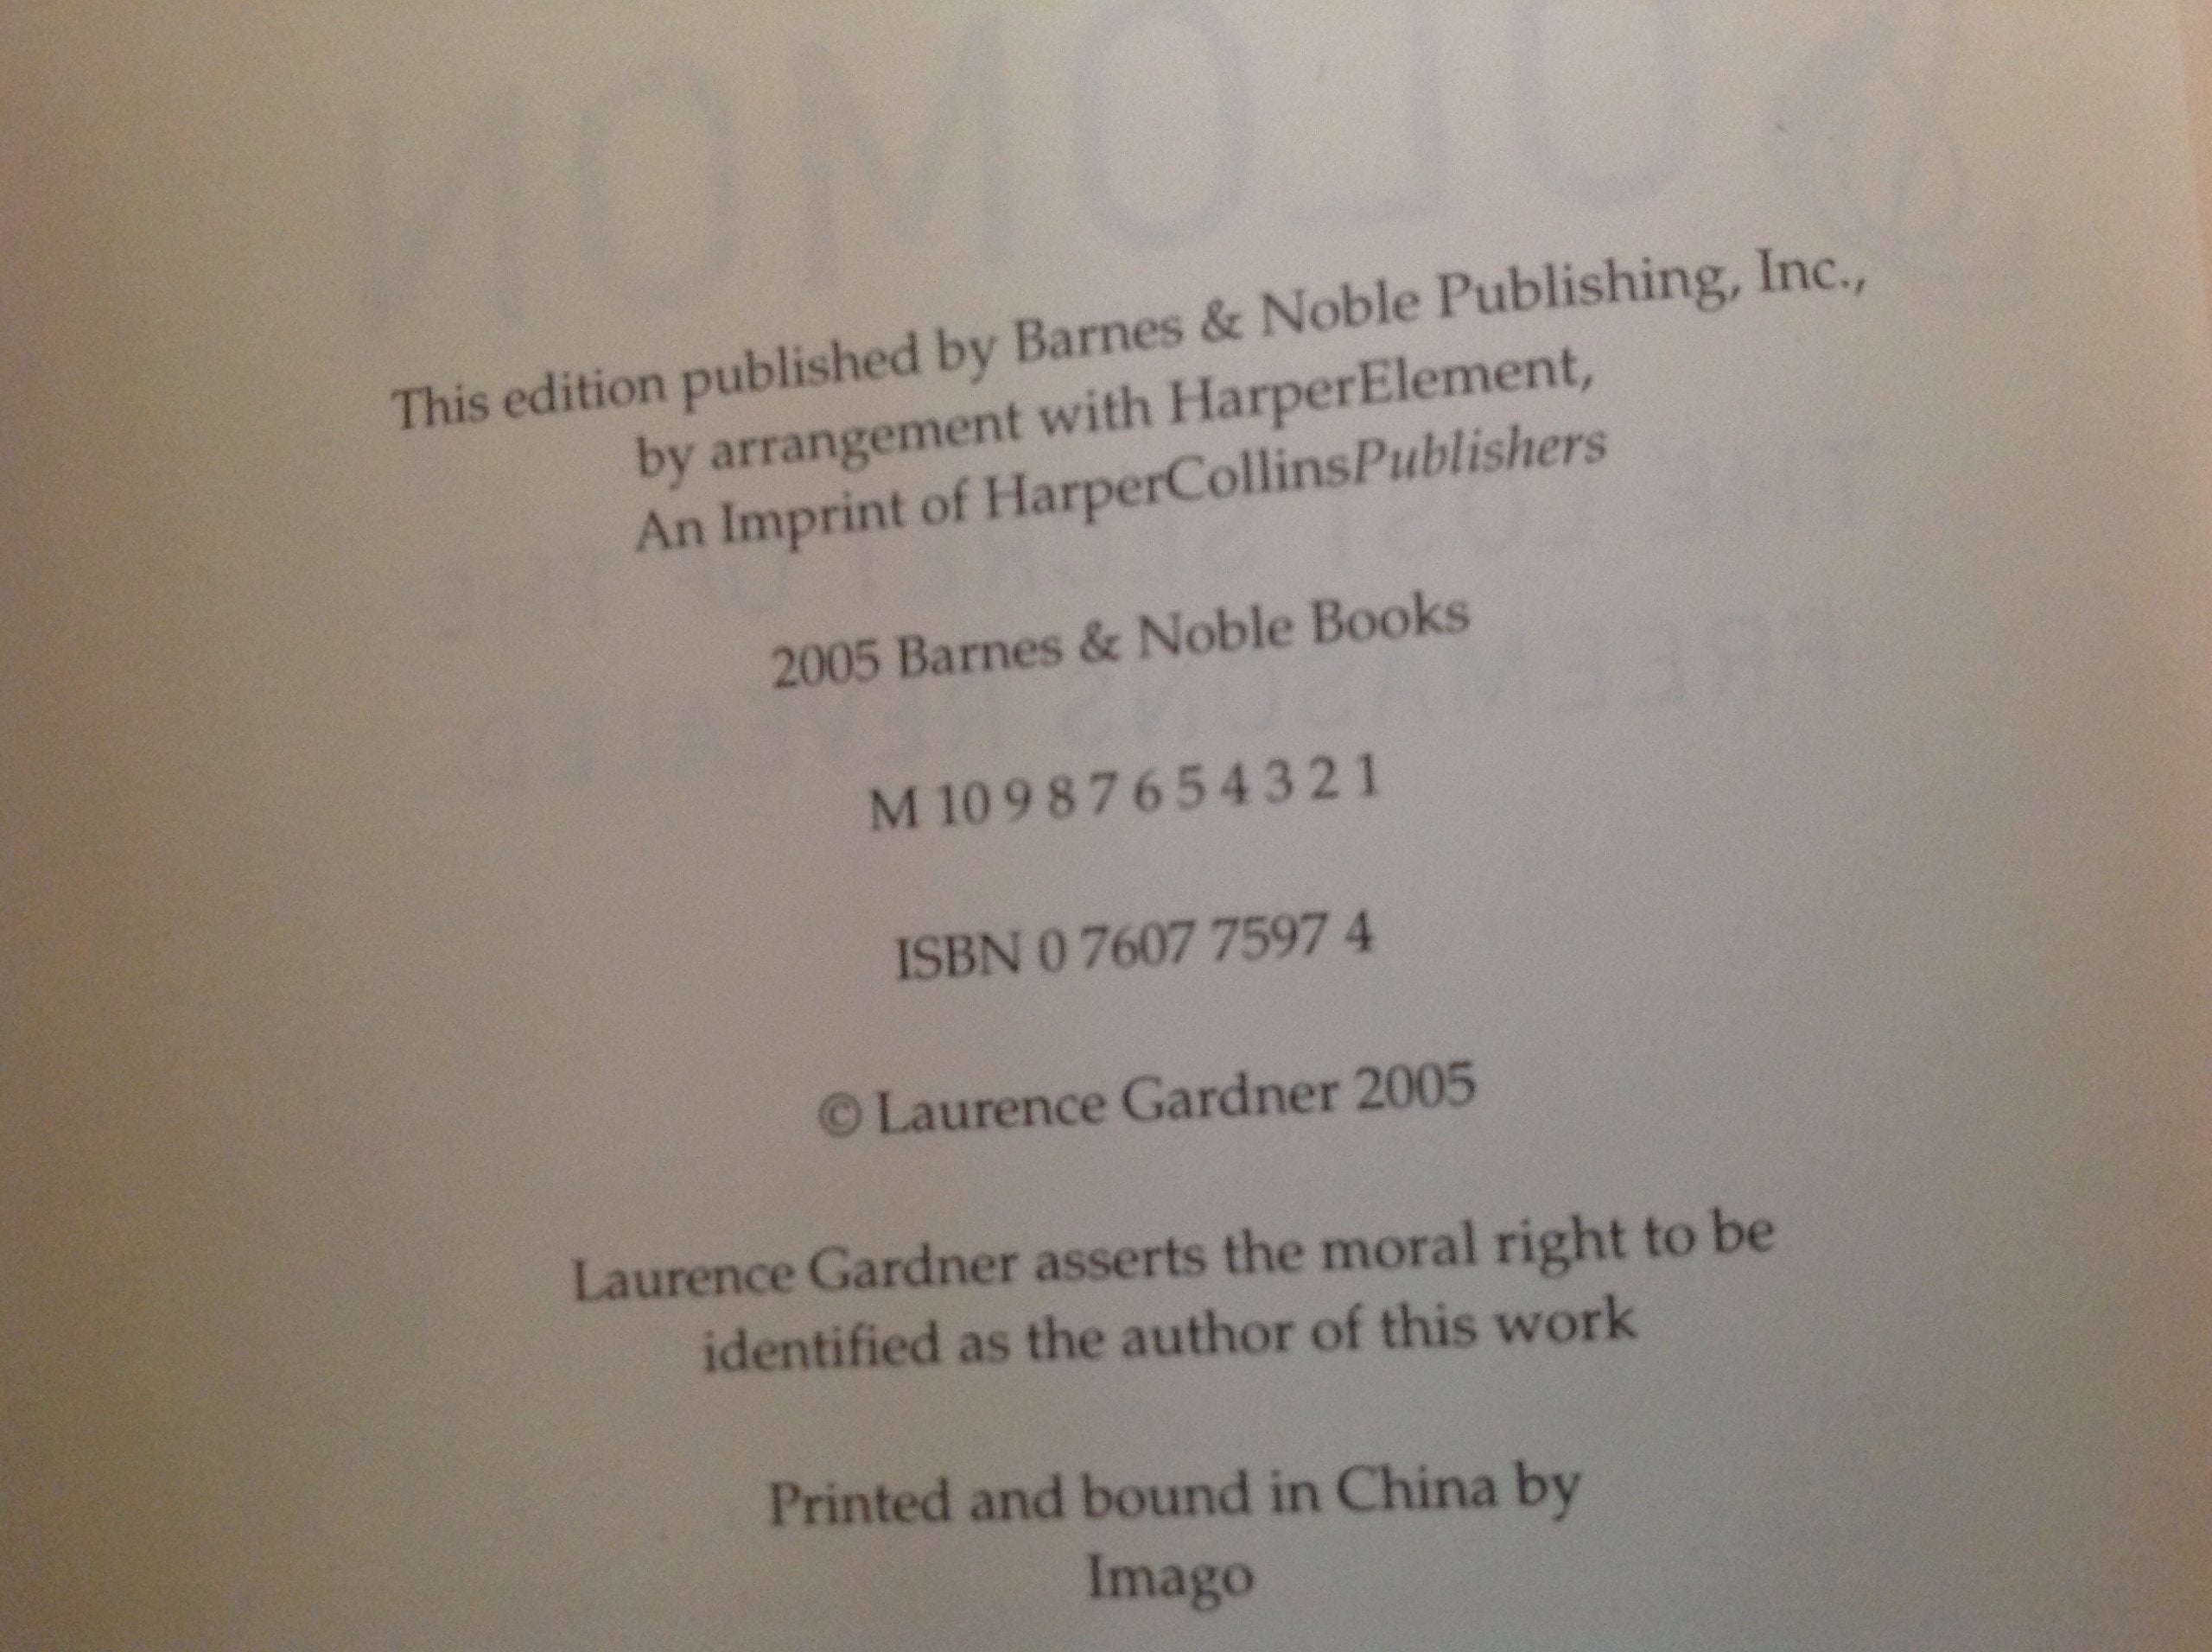 This edition published by Barnes & Noble Publishing, Inc.,
by arrangement with HarperElement,
An Imprint of HarperCollinsPublishers
2005 Barnes & Noble Books
M 10 9 8 7 6 5 4 3 2 1
ISBN 0 7607 7597 4
© Laurence Gardner 2005
Laurence Gardner asserts the moral right to be
identified as the author of this work
Printed and bound in China by
Imago